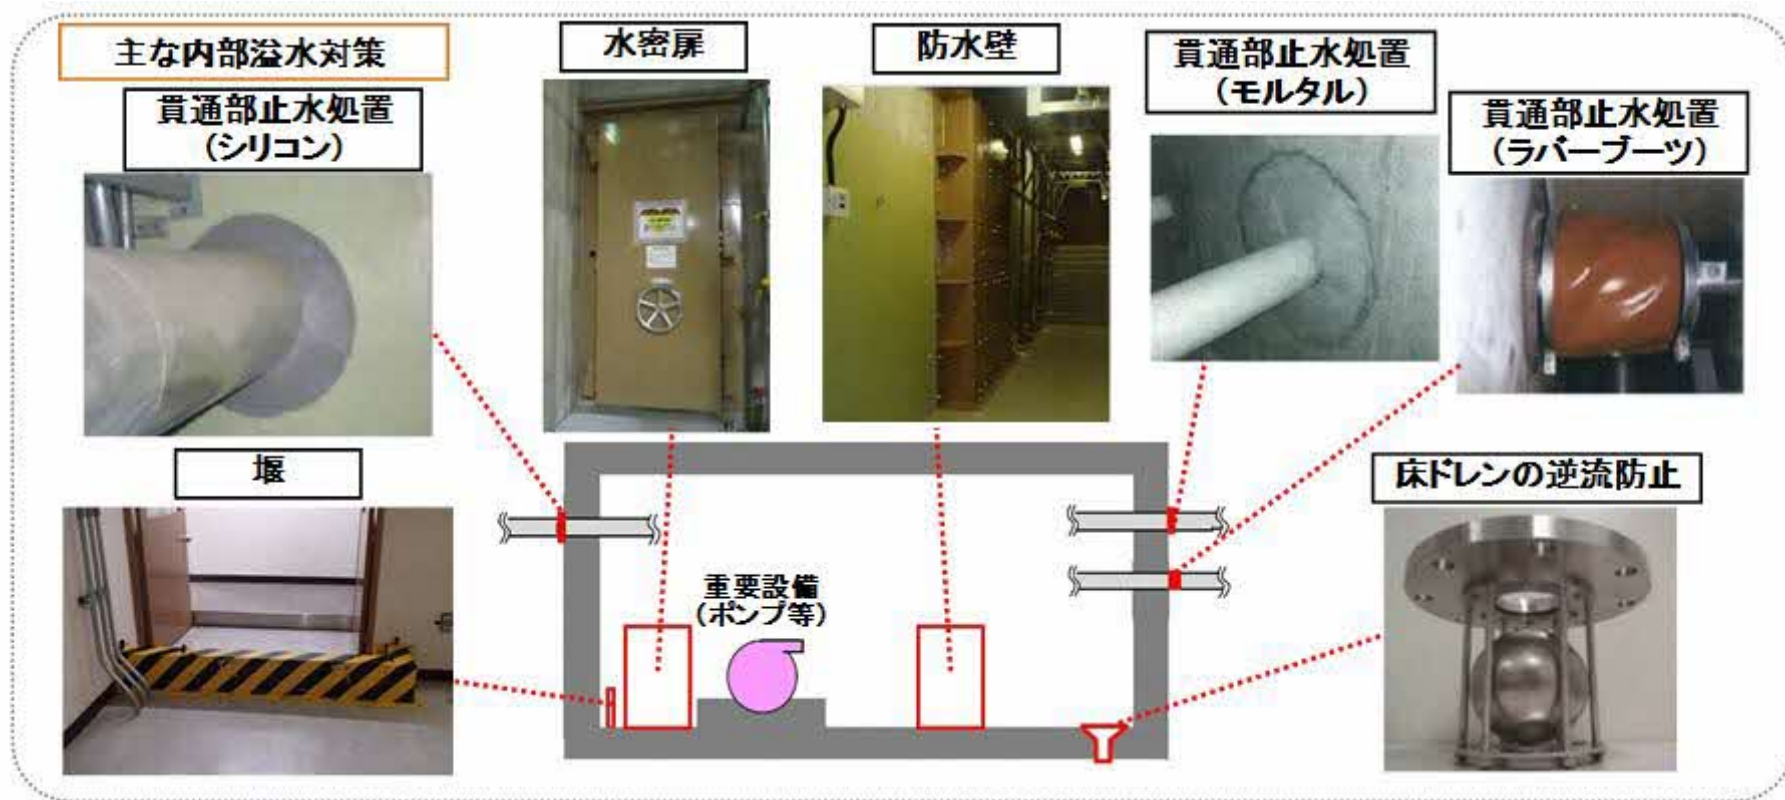 主な内部溢水対策
水密扉
防水壁
貫通部止水処置
(モルタル)
貫通部止水処置
(シリコン)
貫通部止水処置
(ラバーブーツ)
堰
床ドレンの逆流防止
重要設備
(ポンプ等)